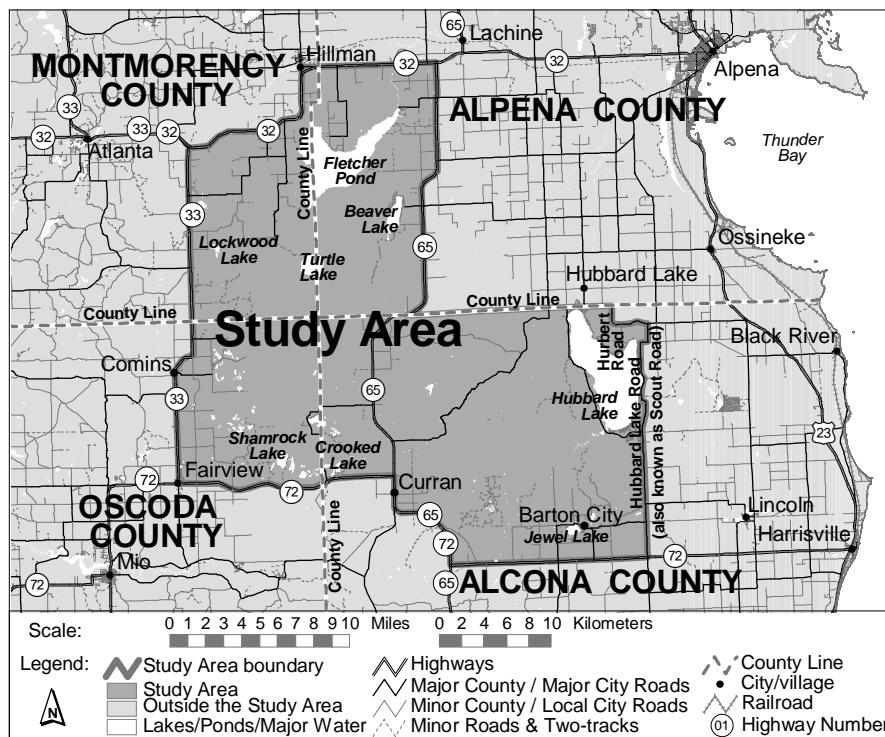 65
Lachine
Hillman
32
32
Alpena
MONTMORENCY
COUNTY
ALPENA COUNTY
33
33
32
32
32
Atlanta
Thunder
Bay
County Line
Fletcher
Pond
Beaver
Lake
33
65
Lockwood
Lake
Turtle
Lake
Ossineke
Hubbard Lake
County Line
County Line
Study Area
Black River
Comins
Hurbert
Road
Hubbard Lake Road
(also known as Scout Road)
33
65
Hubbard
Lake
23
Shamrock
Lake
Crooked
Lake
72
Fairview
72
Curran
OSCODA
COUNTY
County Line
65
Barton City
Jewel Lake
Lincoln
Harrisville
72
72
Mio
72
65
ALCONA COUNTY
Scale:
0 1 2 3 4 5 6 7 8 9 10 Miles
0 10 Kilometers
Legend:
N
Study Area boundary
Study Area
Outside the Study Area
Lakes/Ponds/Major Water
Highways
Major County / Major City Roads
Minor County / Local City Roads
Minor Roads & Two-tracks
County Line
City/village
Railroad
01 Highway Number